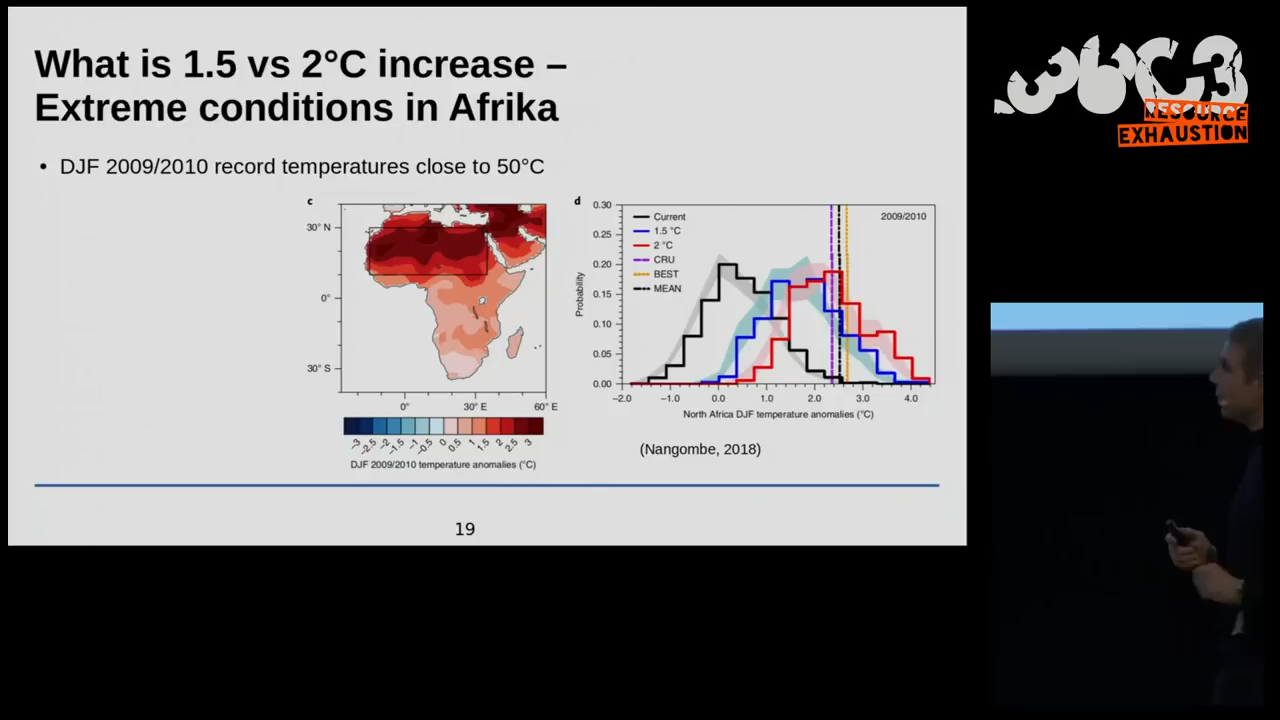 What is 1.5 vs 2°C increase –
Extreme conditions in Afrika
• DJF 2009/2010 record temperatures close to 50°C
c
30° N
0°
30° S
0° 30° E 60° E
−3 −2.5 −2 −1.5 −1 −0.5 0 0.5 1 1.5 2 2.5 3
DJF 2009/2010 temperature anomalies (°C)
d
2009/2010
Current
1.5 °C
2 °C
CRU
BEST
MEAN
Probability
0.30
0.25
0.20
0.15
0.10
0.05
0.00
−2.0 −1.0 0.0 1.0 2.0 3.0 4.0
North Africa DJF temperature anomalies (°C)
(Nangombe, 2018)
19
36C3
RESOURCE
EXHAUSTION